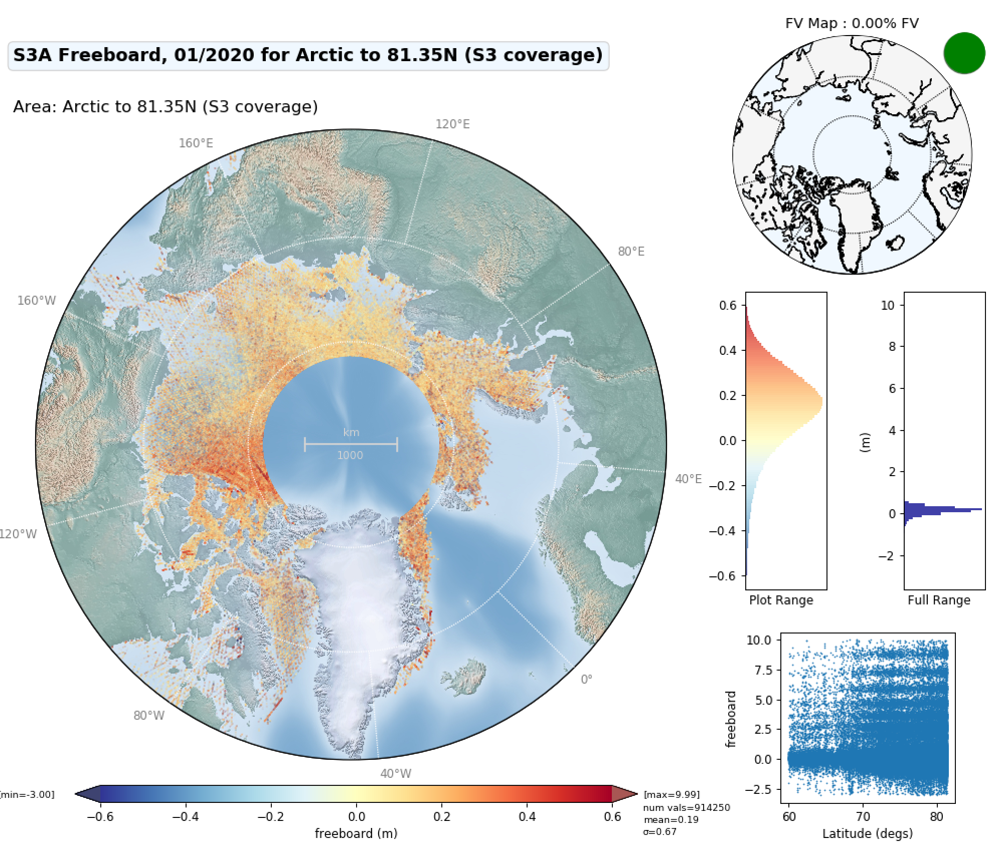 FV Map : 0.00% FV
S3A Freeboard, 01/2020 for Arctic to 81.35N (S3 coverage)
Area: Arctic to 81.35N (S3 coverage)
120°E
160°E
80°E
160°W
40°E
120°W
80°W
0°
40°W
km
1000
0.6
0.4
0.2
0.0
−0.2
−0.4
−0.6
Plot Range
10
8
6
4
2
0
−2
(m)
Full Range
10.0
7.5
5.0
2.5
0.0
−2.5
freeboard
60 70 80
Latitude (degs)
[min=-3.00]
−0.6 −0.4 −0.2 0.0 0.2 0.4 0.6
freeboard (m)
[max=9.99]
num vals=914250
mean=0.19
σ=0.67